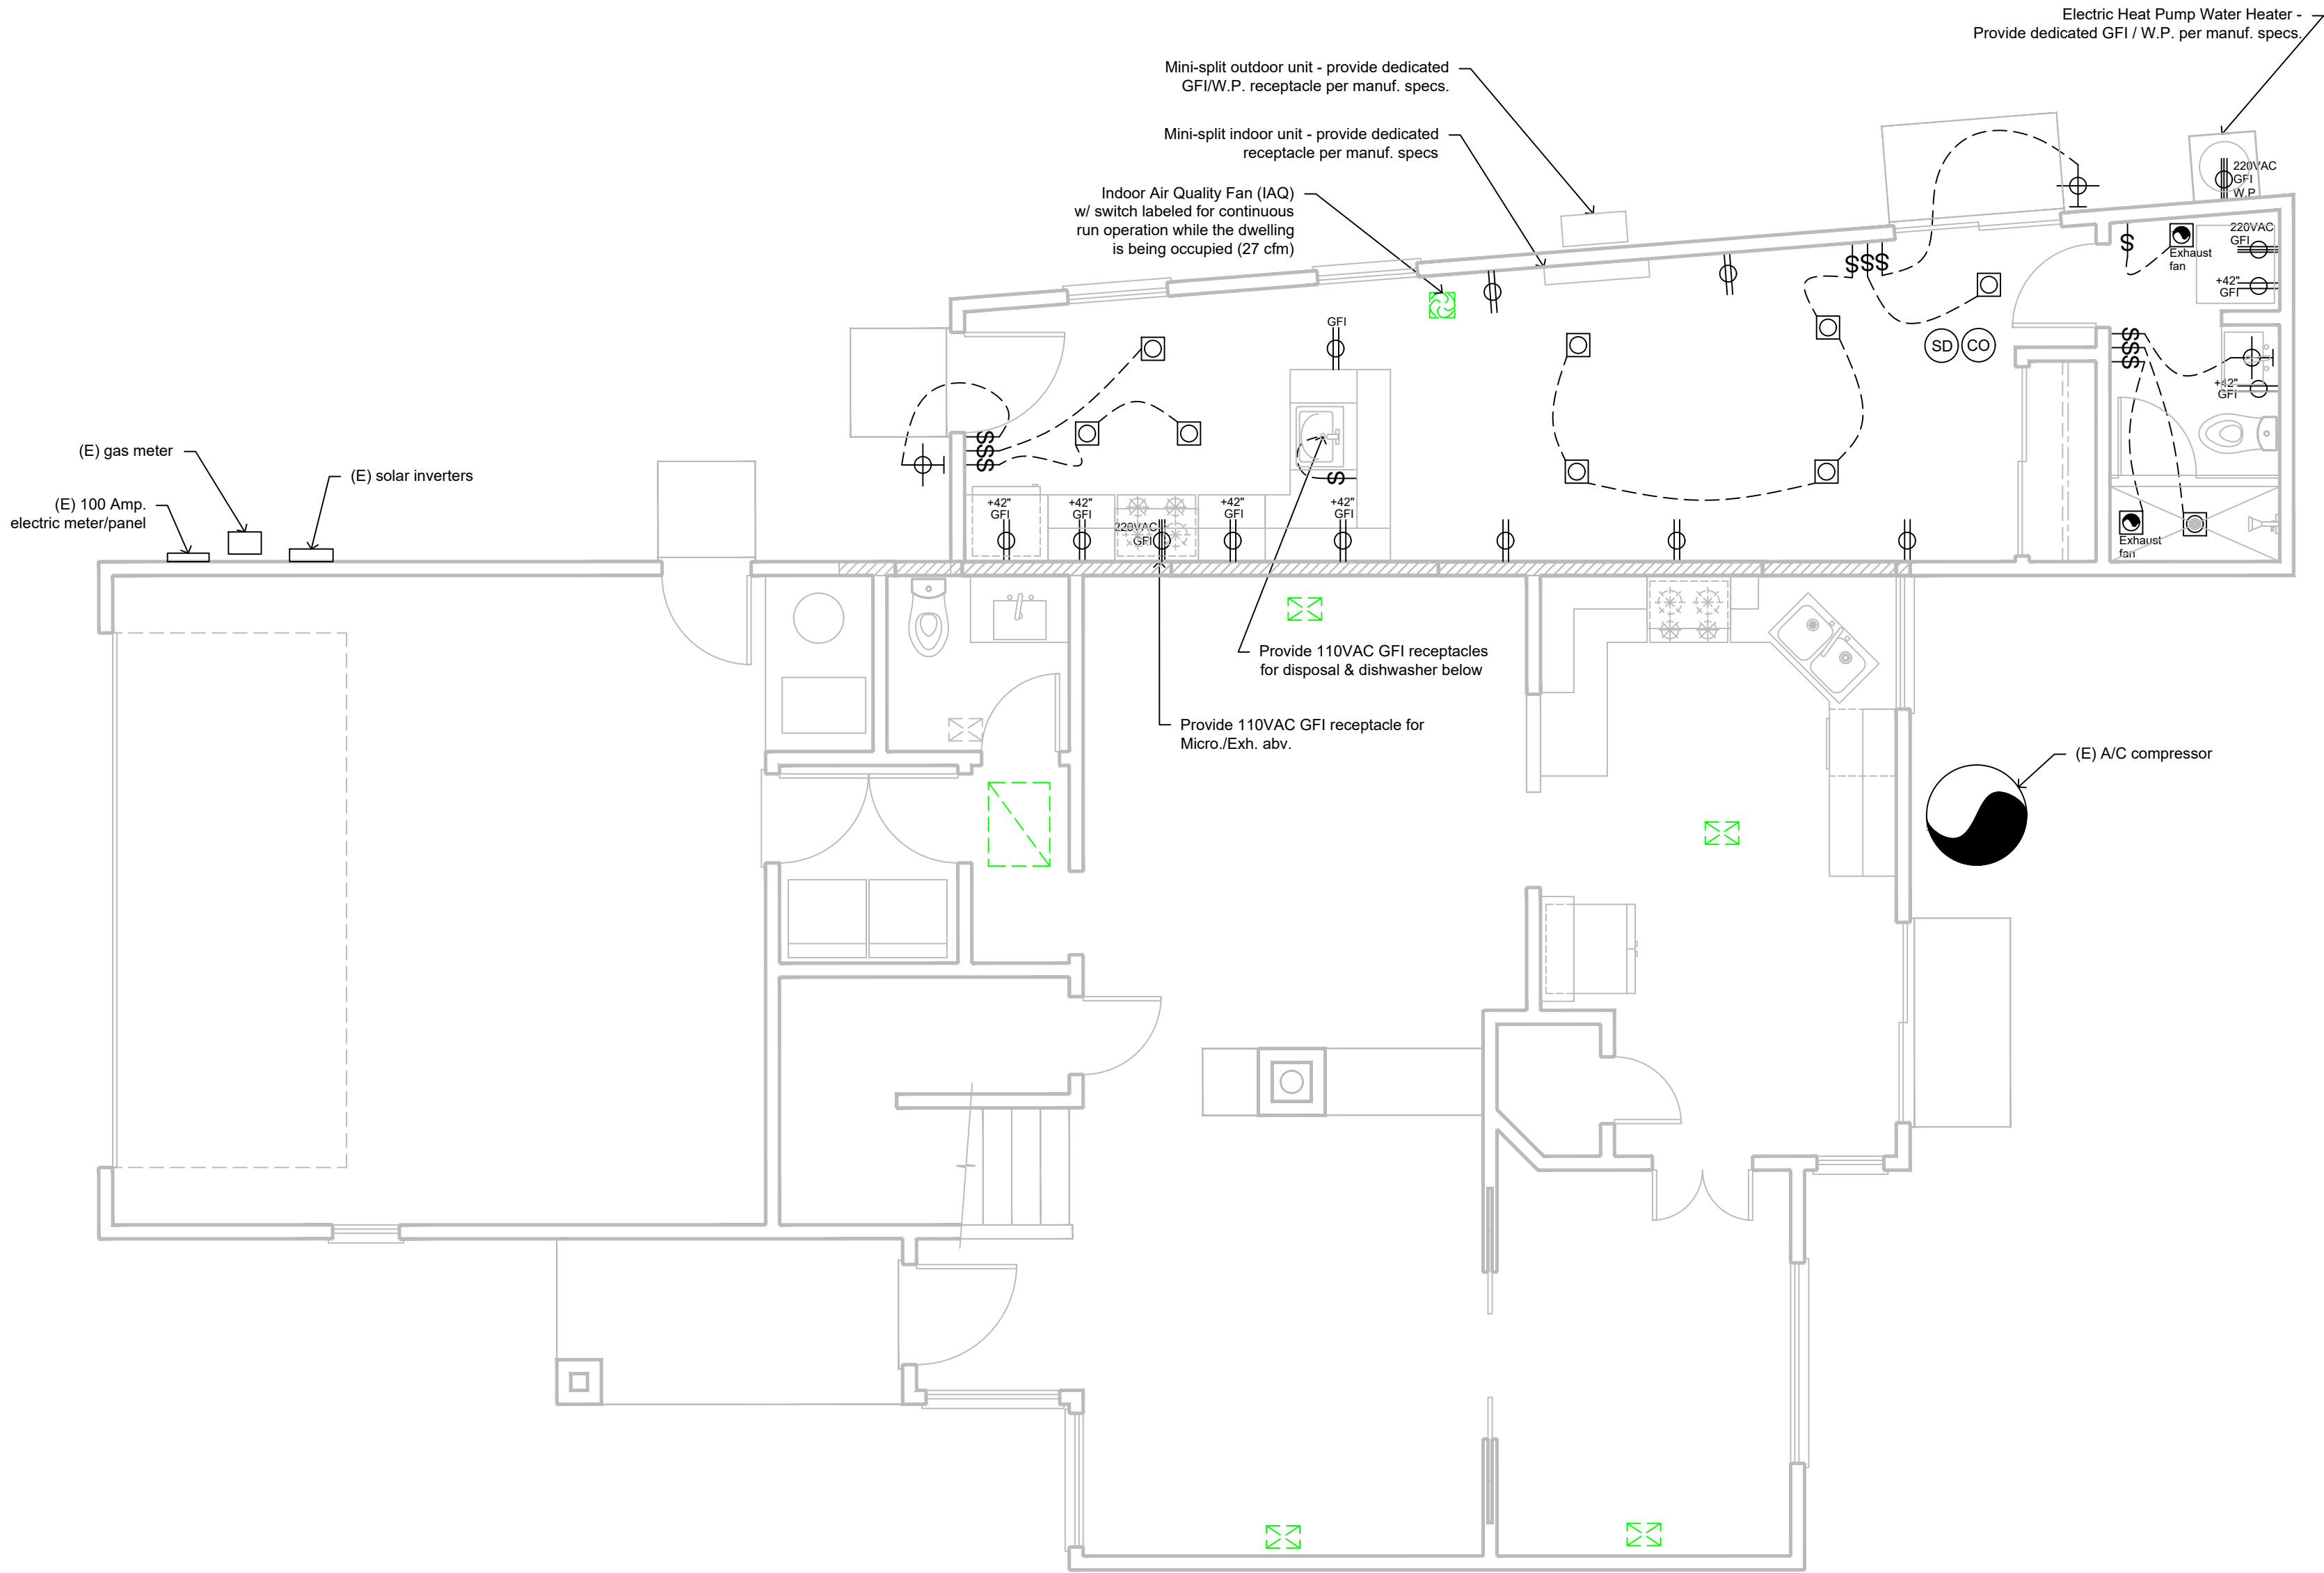 Electric Heat Pump Water Heater -
Provide dedicated GFI / W.P. per manuf. specs.
Mini-split outdoor unit - provide dedicated
GFI/W.P. receptacle per manuf. specs.
Mini-split indoor unit - provide dedicated
receptacle per manuf. specs
Indoor Air Quality Fan (IAQ)
w/ switch labeled for continuous
run operation while the dwelling
is being occupied (27 cfm)
220VAC
GFI
W.P.
220VAC
GFI
Exhaust
fan
+42"
GFI
GFI
$
$$$
SD
CO
$
$
$
+42"
GFI
$
$
$
(E) gas meter
(E) solar inverters
(E) 100 Amp.
electric meter/panel
$
+42"
GFI
+42"
GFI
220VAC
GFI
+42"
GFI
+42"
GFI
Exhaust
fan
Provide 110VAC GFI receptacles
for disposal & dishwasher below
Provide 110VAC GFI receptacle for
Micro./Exh. abv.
(E) A/C compressor